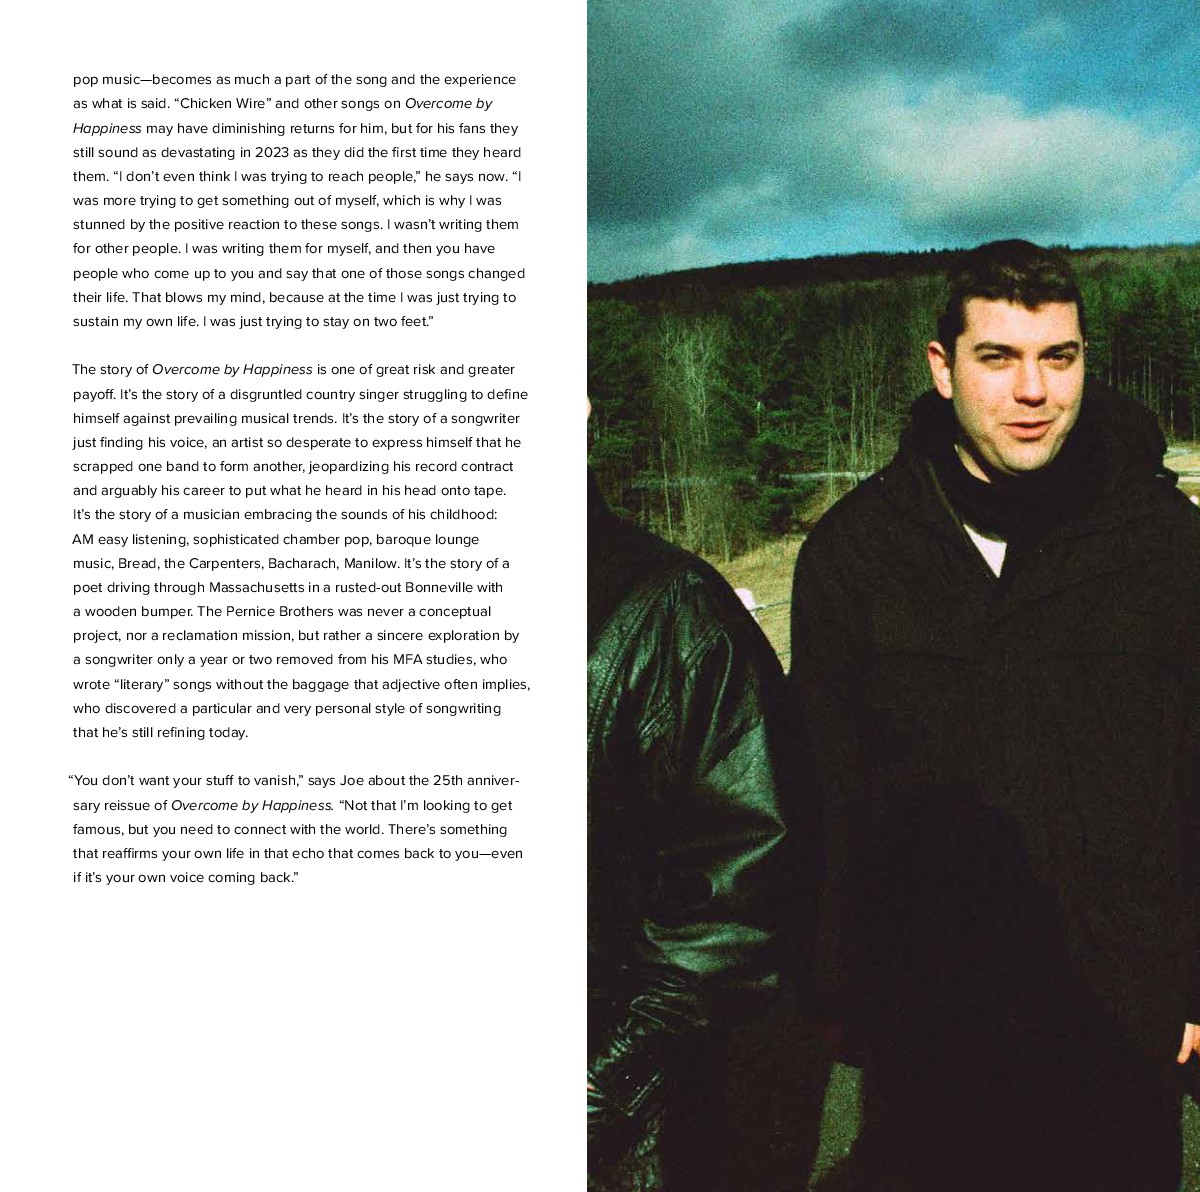 pop music—becomes as much a part of the song and the experience
as what is said. “Chicken Wire” and other songs on Overcome by
Happiness may have diminishing returns for him, but for his fans they
still sound as devastating in 2023 as they did the first time they heard
them. “I don’t even think I was trying to reach people,” he says now. “I
was more trying to get something out of myself, which is why I was
stunned by the positive reaction to these songs. I wasn’t writing them
for other people. I was writing them for myself, and then you have
people who come up to you and say that one of those songs changed
their life. That blows my mind, because at the time I was just trying to
sustain my own life. I was just trying to stay on two feet.”
The story of Overcome by Happiness is one of great risk and greater
payoff. It’s the story of a disgruntled country singer struggling to define
himself against prevailing musical trends. It’s the story of a songwriter
just finding his voice, an artist so desperate to express himself that he
scrapped one band to form another, jeopardizing his record contract
and arguably his career to put what he heard in his head onto tape.
It’s the story of a musician embracing the sounds of his childhood:
AM easy listening, sophisticated chamber pop, baroque lounge
music, Bread, the Carpenters, Bacharach, Manilow. It’s the story of a
poet driving through Massachusetts in a rusted-out Bonneville with
a wooden bumper. The Pernice Brothers was never a conceptual
project, nor a reclamation mission, but rather a sincere exploration by
a songwriter only a year or two removed from his MFA studies, who
wrote “literary” songs without the baggage that adjective often implies,
who discovered a particular and very personal style of songwriting
that he’s still refining today.
“You don’t want your stuff to vanish,” says Joe about the 25th anniver-
sary reissue of Overcome by Happiness. “Not that I’m looking to get
famous, but you need to connect with the world. There’s something
that reaffirms your own life in that echo that comes back to you—even
if it’s your own voice coming back.”